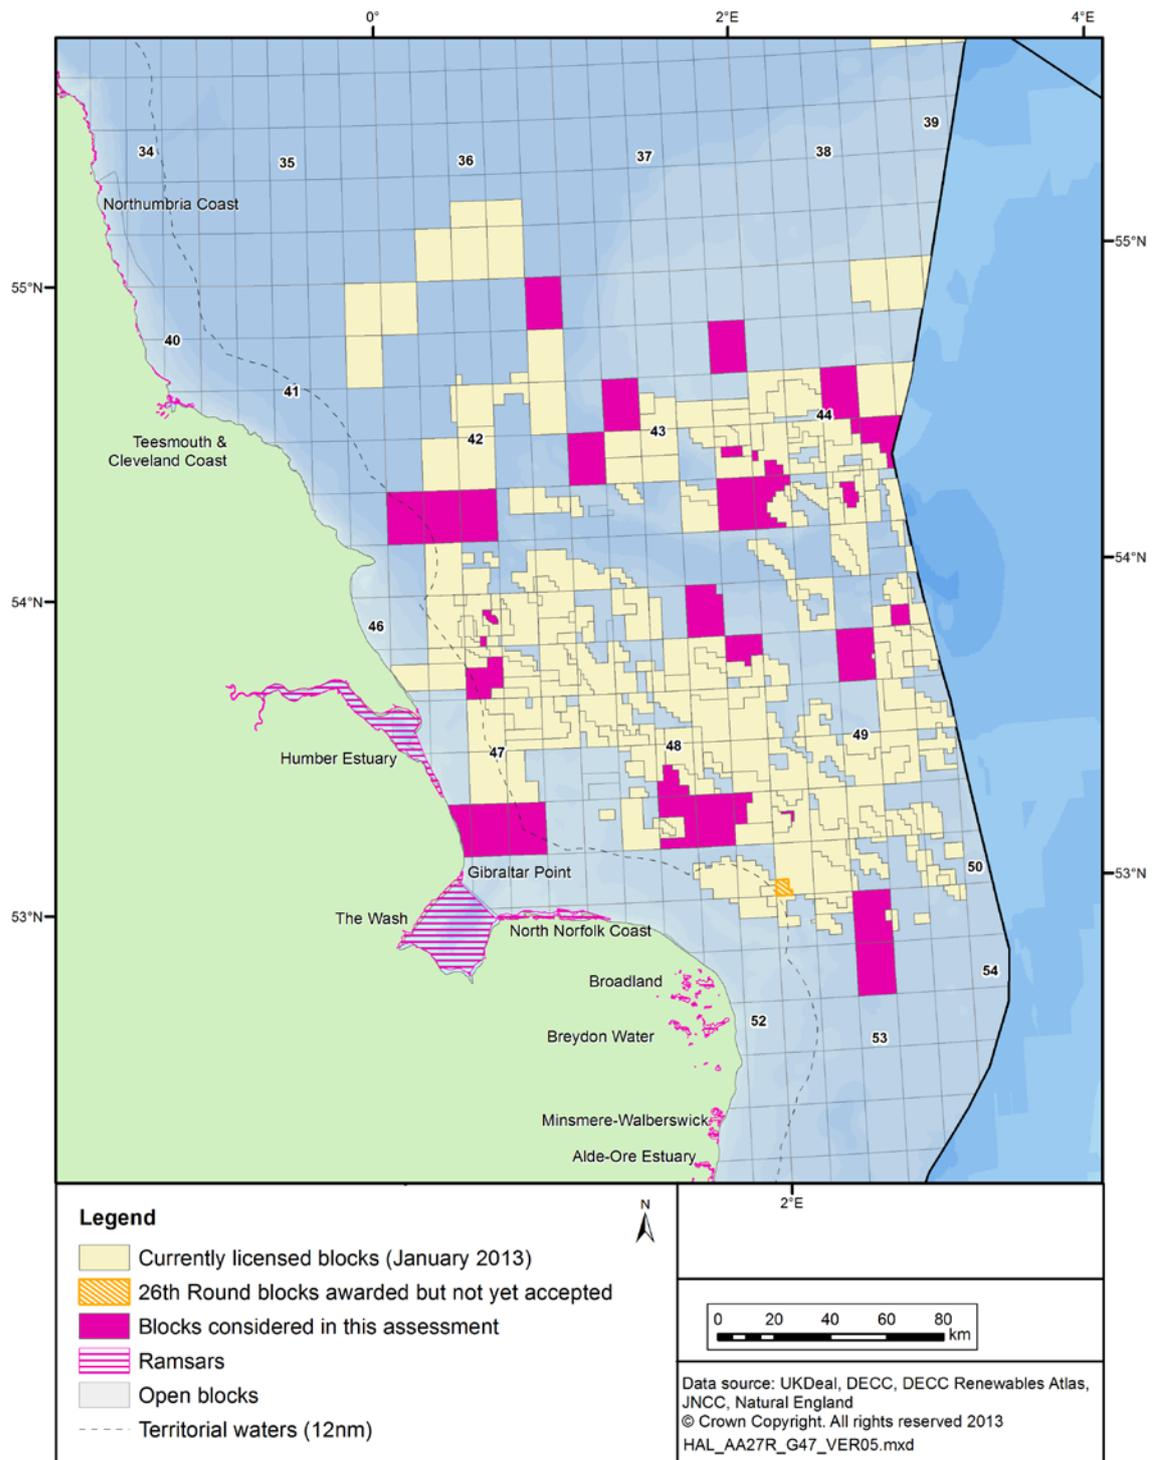 0°
2°E
4°E
39
34
35
36
37
38
Northumbria Coast
55°N
55°N
40
41
44
42
43
Teesmouth &
Cleveland Coast
54°N
54°N
46
49
47
48
Humber Estuary
50
Gibraltar Point
53°N
53°N
The Wash
North Norfolk Coast
54
Broadland
52
Breydon Water
53
Minsmere-Walberswick
Alde-Ore Estuary
2°E
Legend
N
Currently licensed blocks (January 2013)
26th Round blocks awarded but not yet accepted
Blocks considered in this assessment
Ramsars
Open blocks
Territorial waters (12nm)
0 20 40 60 80
km
Data source: UKDeal, DECC, DECC Renewables Atlas,
JNCC, Natural England
© Crown Copyright. All rights reserved 2013
HAL_AA27R_G47_VER05.mxd